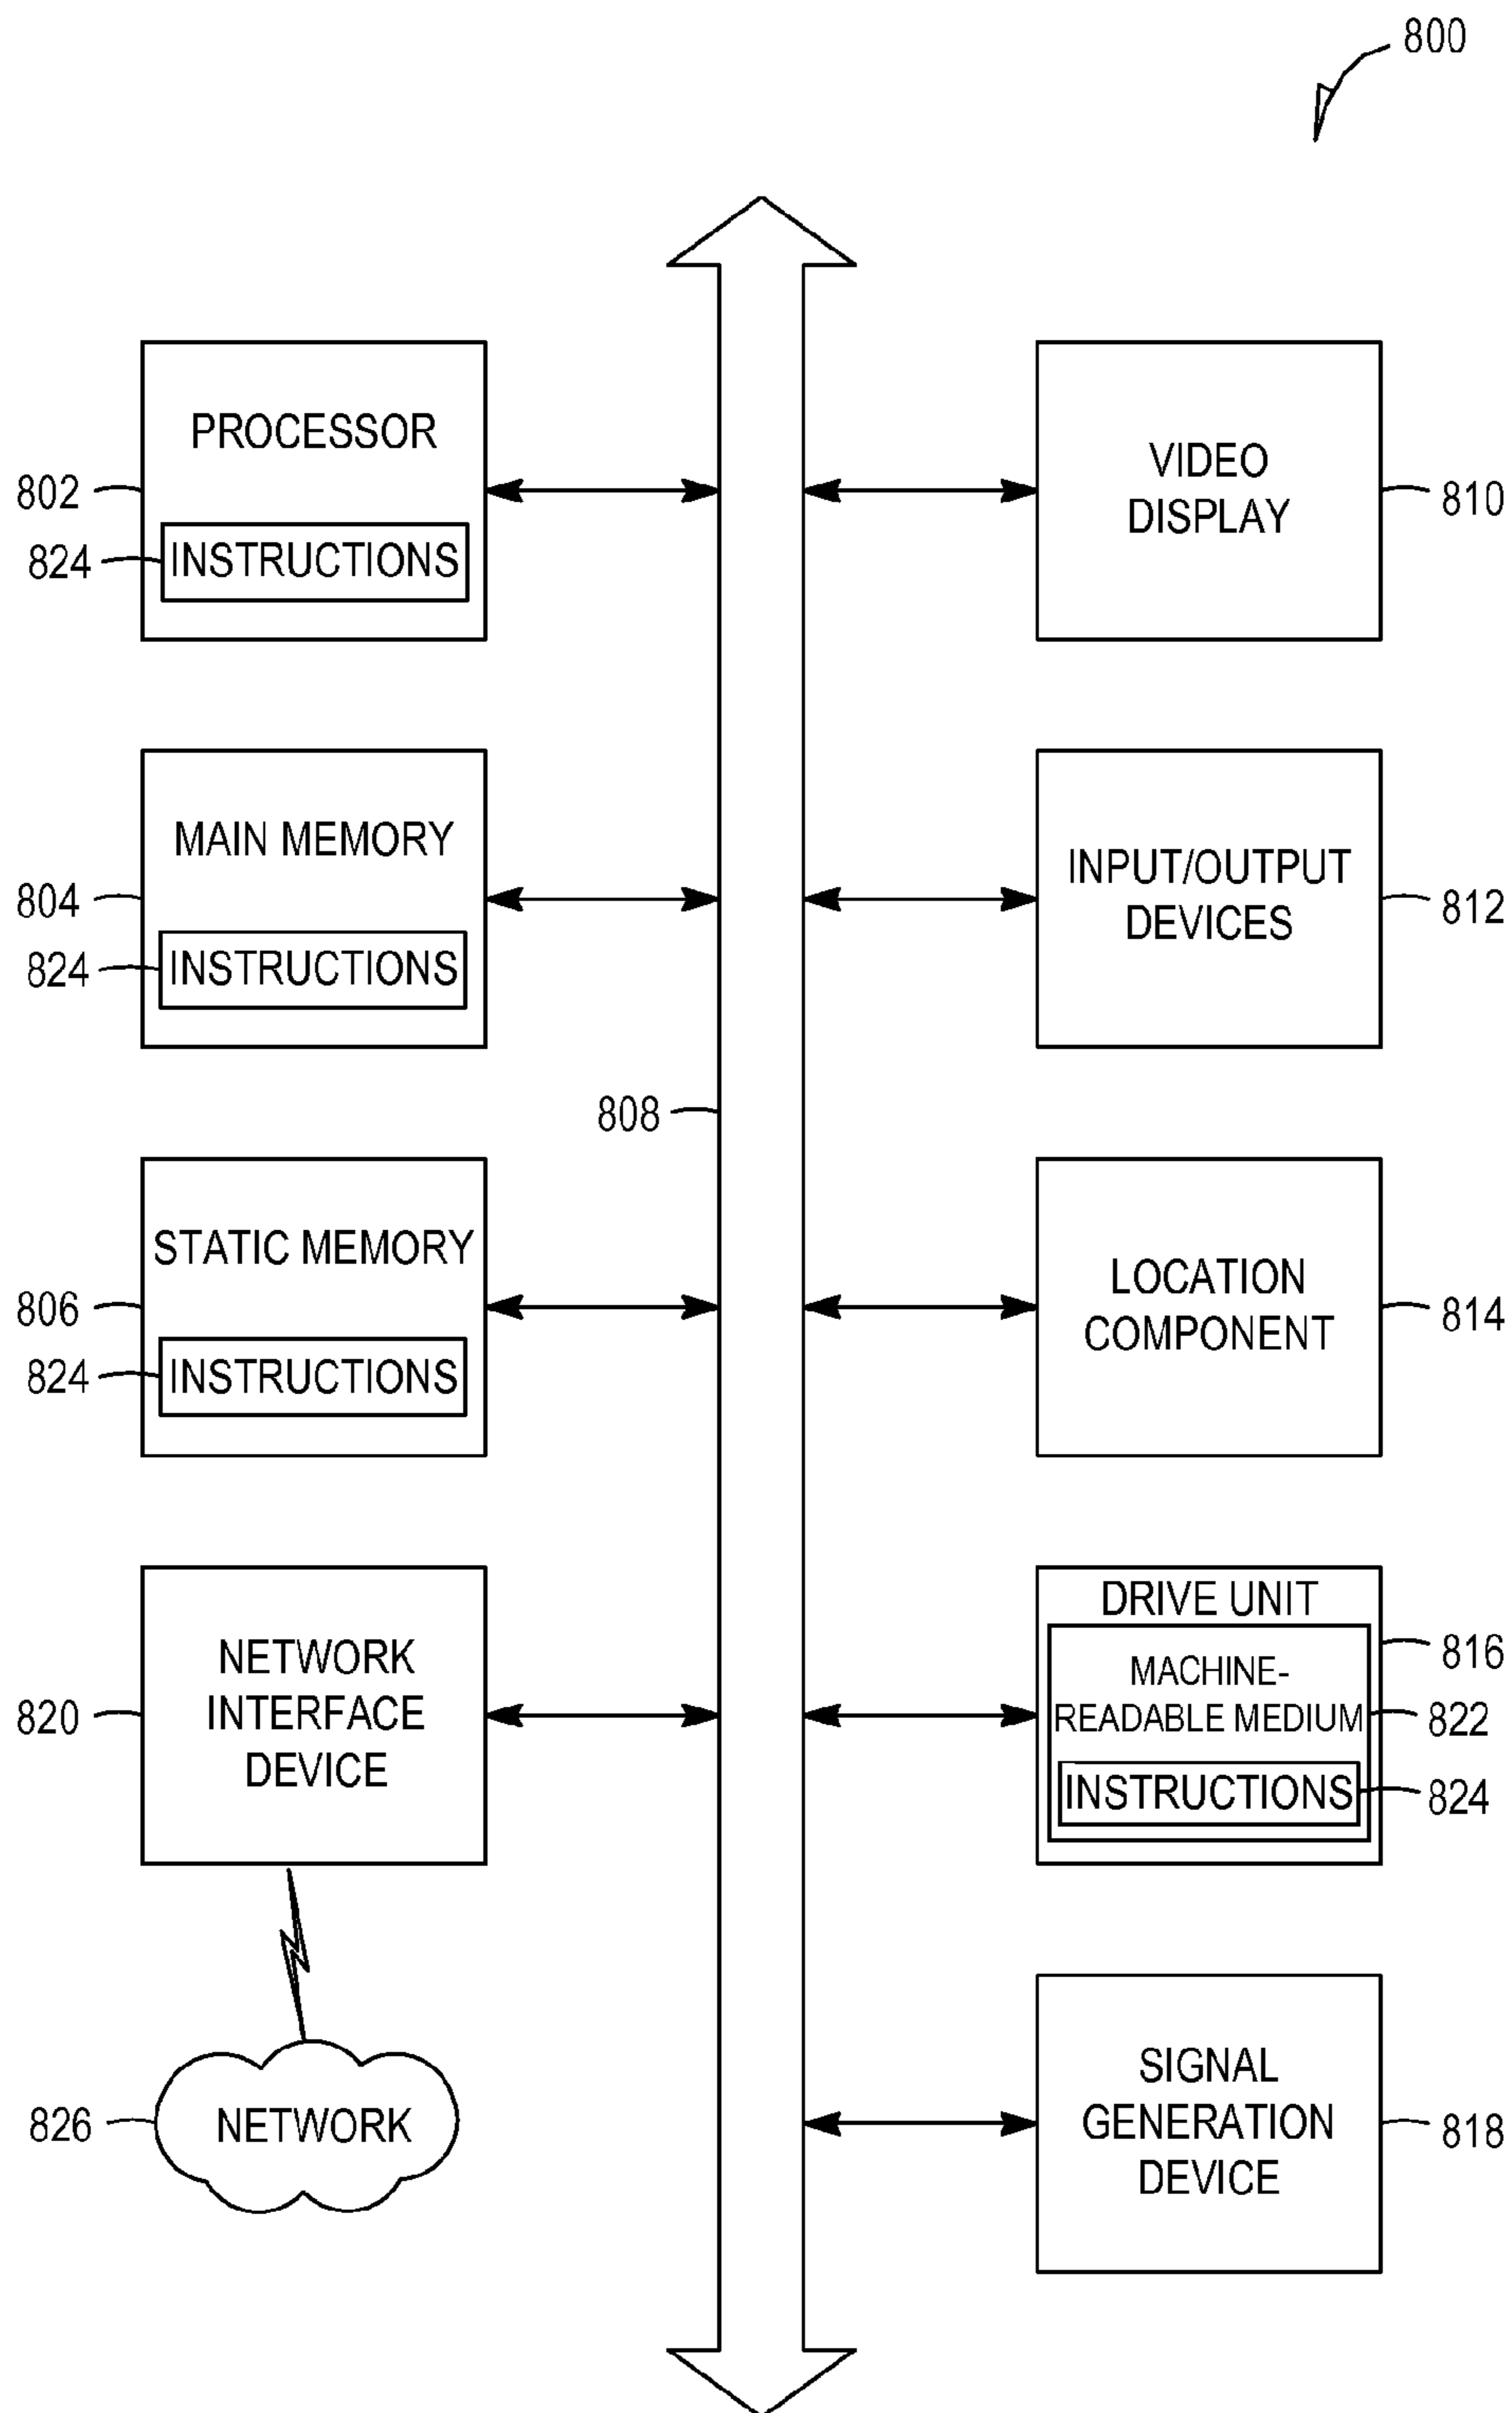 800
PROCESSOR
802
824
INSTRUCTIONS
VIDEO
DISPLAY
810
MAIN MEMORY
804
824
INSTRUCTIONS
INPUT/OUTPUT
DEVICES
812
808
STATIC MEMORY
806
824
INSTRUCTIONS
LOCATION
COMPONENT
814
NETWORK
INTERFACE
DEVICE
820
DRIVE UNIT
816
MACHINE-
READABLE MEDIUM
822
INSTRUCTIONS
824
826
NETWORK
SIGNAL
GENERATION
DEVICE
818